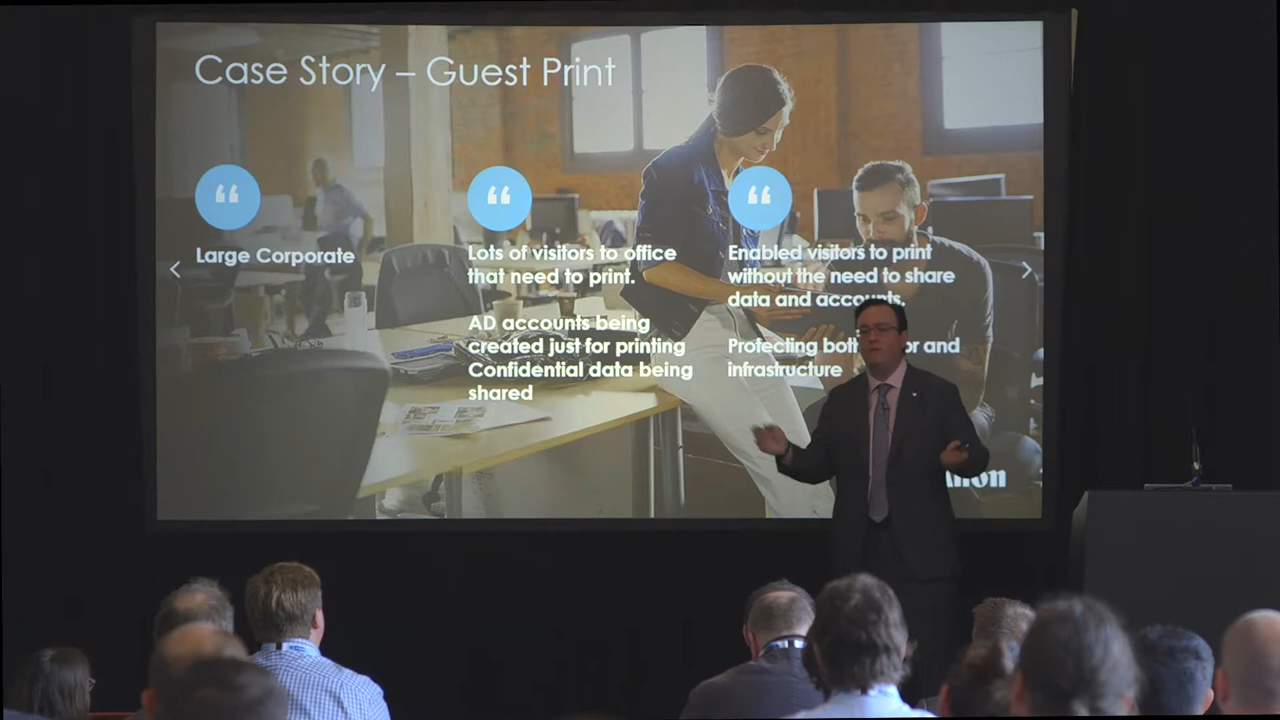 Case Story – Guest Print
Large Corporate
Lots of visitors to office
that need to print.
AD accounts being
created just for printing
Confidential data being
shared
Enabled visitors to print
without the need to share
data and accounts.
Protecting both and
infrastructure